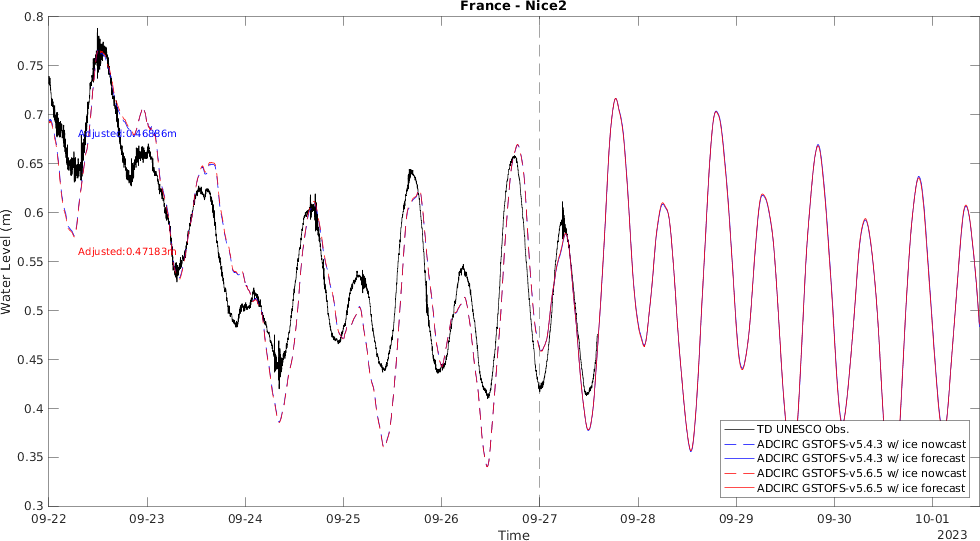 France - Nice2
0.8
0.75
0.7
0.65
0.6
0.55
0.5
0.45
0.4
0.35
0.3
Water Level (m)
Adjusted:0.46886m
Adjusted:0.47183m
TD UNESCO Obs.
ADCIRC GSTOFS-v5.4.3 w/ ice nowcast
ADCIRC GSTOFS-v5.4.3 w/ ice forecast
ADCIRC GSTOFS-v5.6.5 w/ ice nowcast
ADCIRC GSTOFS-v5.6.5 w/ ice forecast
09-22 09-23 09-24 09-25 09-26 09-27 09-28 09-29 09-30 10-01
Time
2023